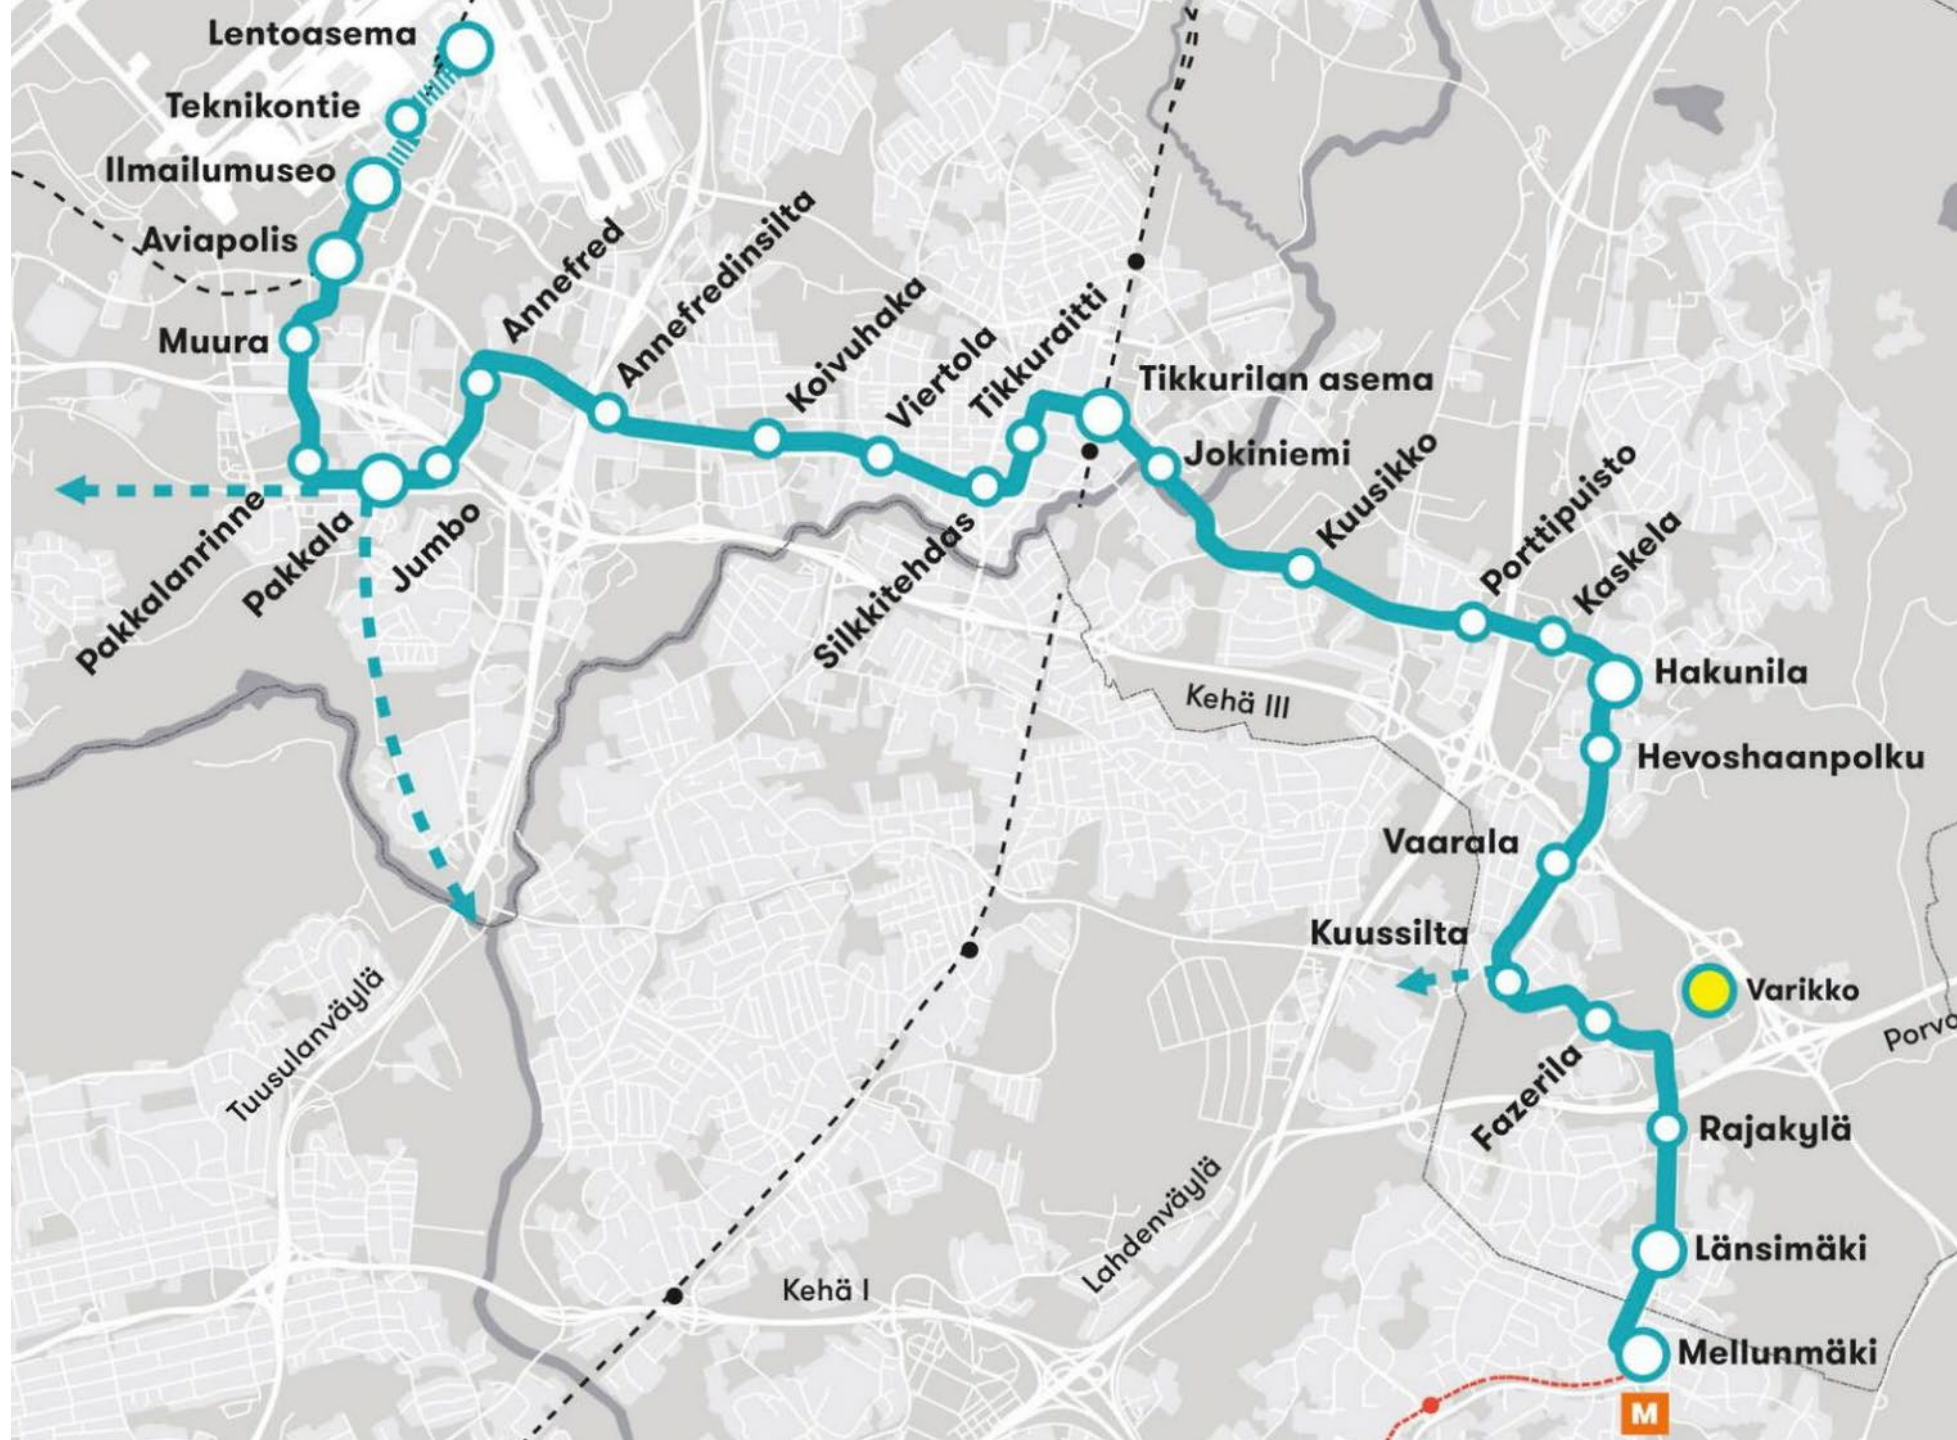 Lentoasema
Teknikontie
Ilmailumuseo
Aviapolis
Muura
Pakkalanrinne
Pakkala
Jumbo
Annefred
Annefredinsilta
Koivuhaka
Viertola
Silkkitehdas
Tikkuraitti
Tikkurilan asema
Jokiniemi
Kuusikko
Porttipuisto
Kaskela
Hakunila
Hevoshaanpolku
Kehä III
Vaarala
Kuussilta
Varikko
Porvo
Fazerila
Rajakylä
Länsimäki
Mellunmäki
M
Tuusulanväylä
Lahdenväylä
Kehä I